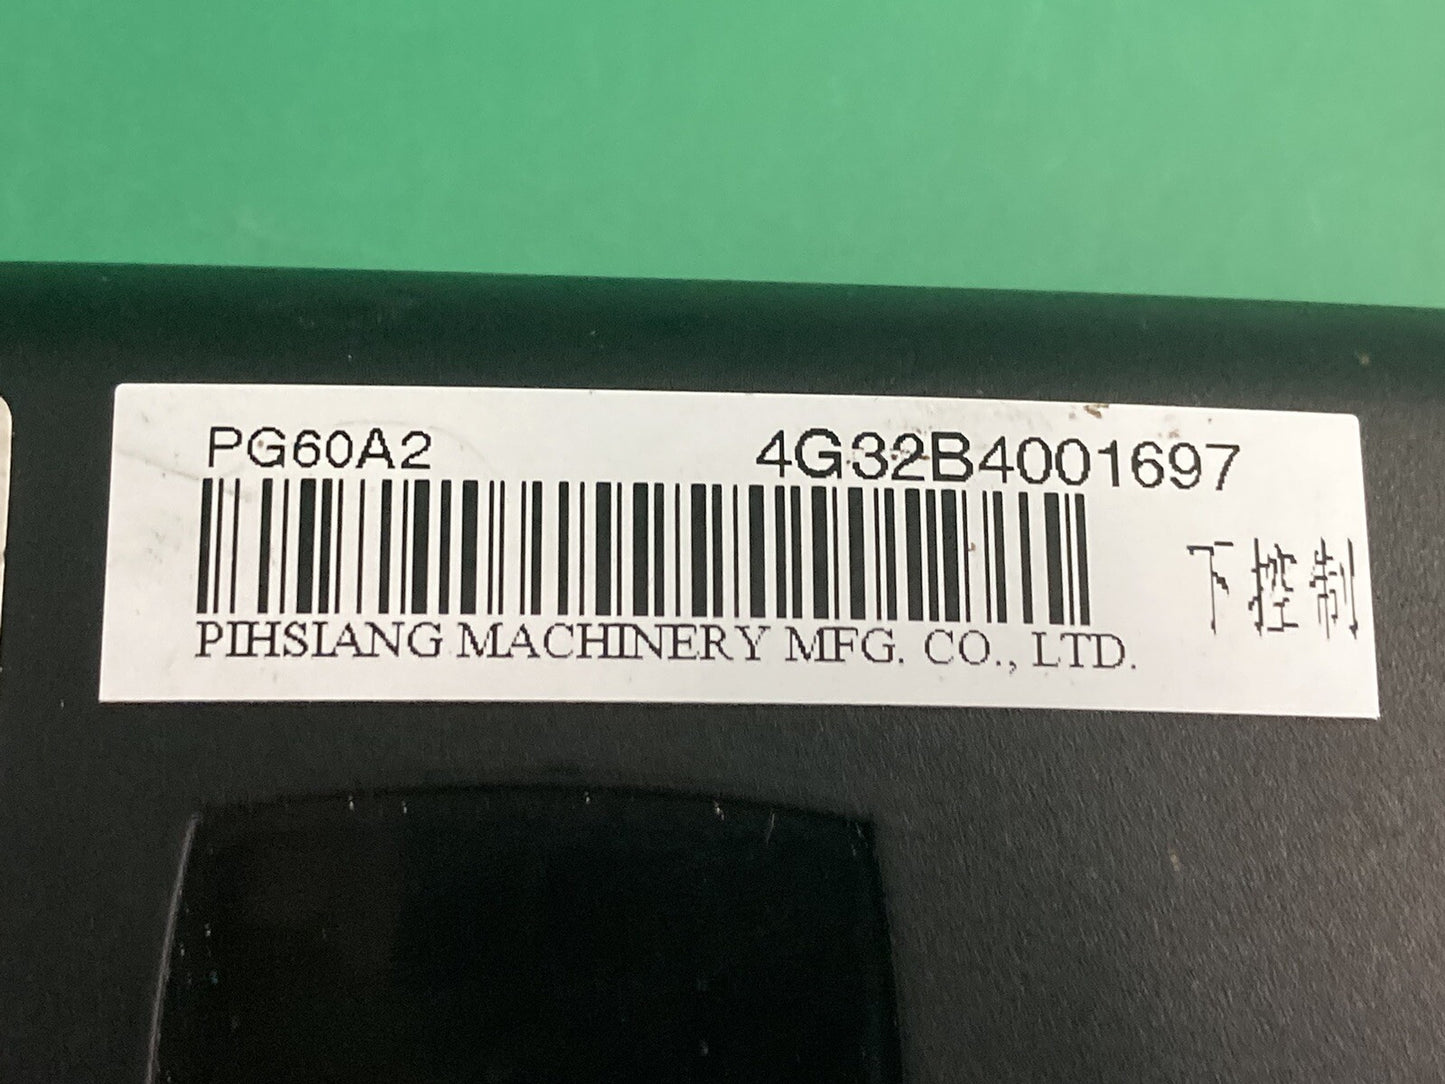 PG60A2 4G32B4001697
下控制
PIHSIANG MACHINERY MFG. CO., LTD.